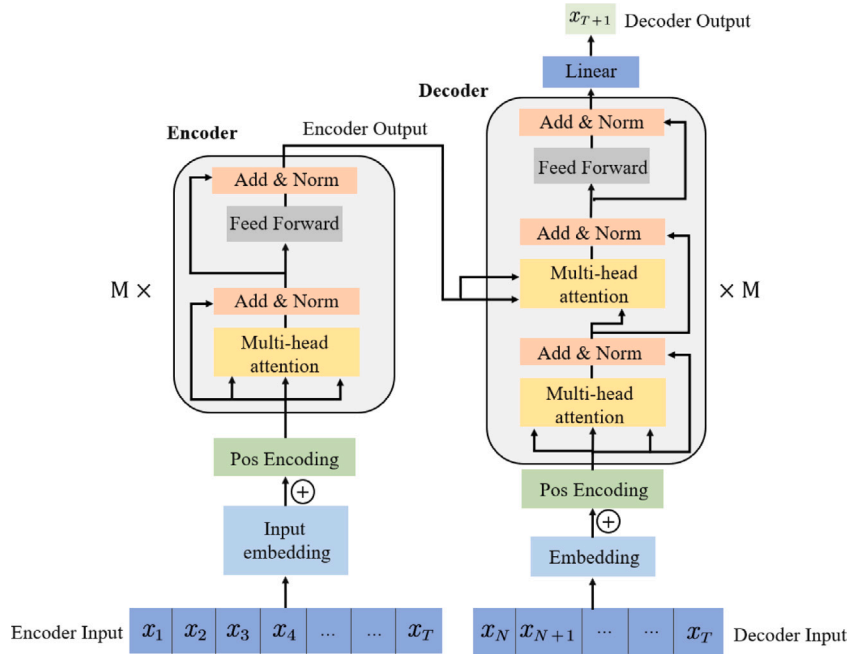 x_{T+1}
Decoder Output
Linear
Decoder
Add & Norm
Feed Forward
Add & Norm
Multi-head
attention
Add & Norm
Multi-head
attention
× M
Pos Encoding
+
Embedding
x_N x_{N+1} ... ... x_T
Decoder Input
Encoder
Encoder Output
Add & Norm
Feed Forward
Add & Norm
Multi-head
attention
M ×
Pos Encoding
+
Input
embedding
Encoder Input
x_1 x_2 x_3 x_4 ... ... x_T